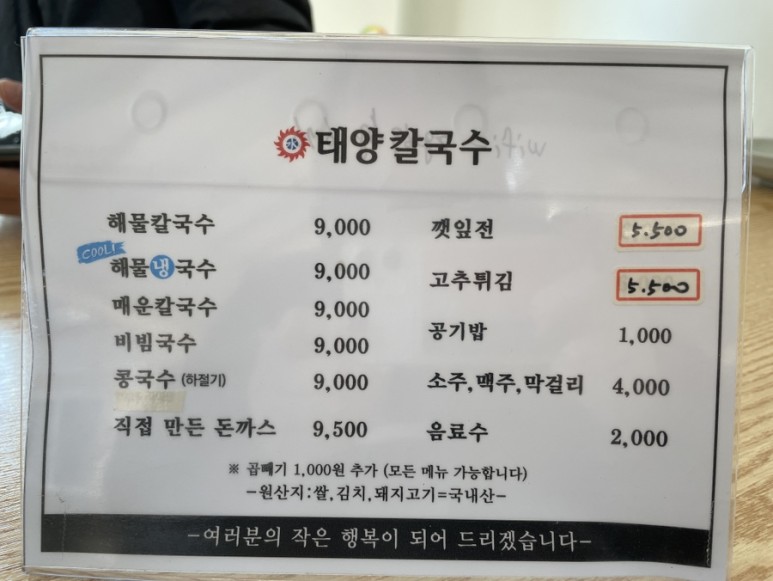 태양칼국수
해물칼국수 9,000
COOL!
해물냉국수 9,000
매운칼국수 9,000
비빔국수 9,000
콩국수 (하절기) 9,000
직접 만든 돈까스 9,500
깻잎전 5.500
고추튀김 5.500
공기밥 1,000
소주,맥주,막걸리 4,000
음료수 2,000
※ 곱빼기 1,000원 추가 (모든 메뉴 가능합니다)
-원산지:쌀,김치,돼지고기=국내산-
-여러분의 작은 행복이 되어 드리겠습니다-